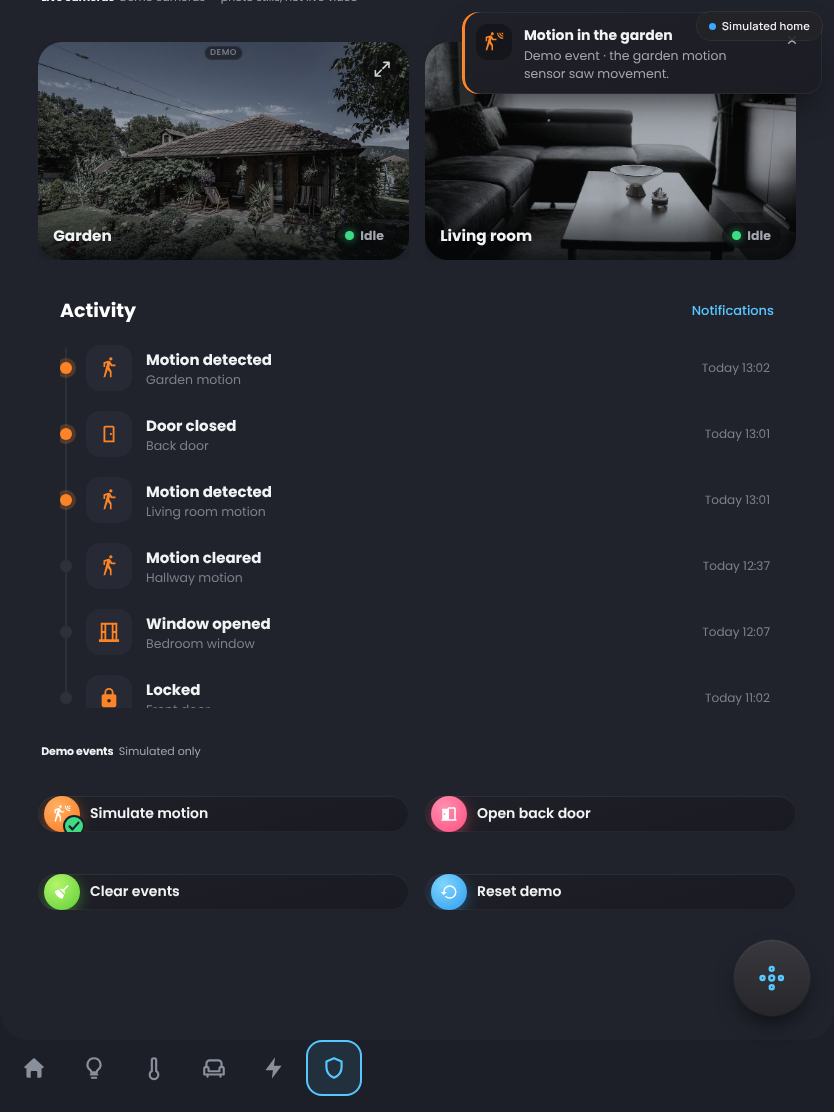 Motion in the garden
Demo event · the garden motion
sensor saw movement.
Simulated home
DEMO
Garden
Idle
Living room
Idle
Activity
Notifications
Motion detected
Garden motion
Today 13:02
Door closed
Back door
Today 13:01
Motion detected
Living room motion
Today 13:01
Motion cleared
Hallway motion
Today 12:37
Window opened
Bedroom window
Today 12:07
Locked
Today 11:02
Demo events Simulated only
Simulate motion
Open back door
Clear events
Reset demo